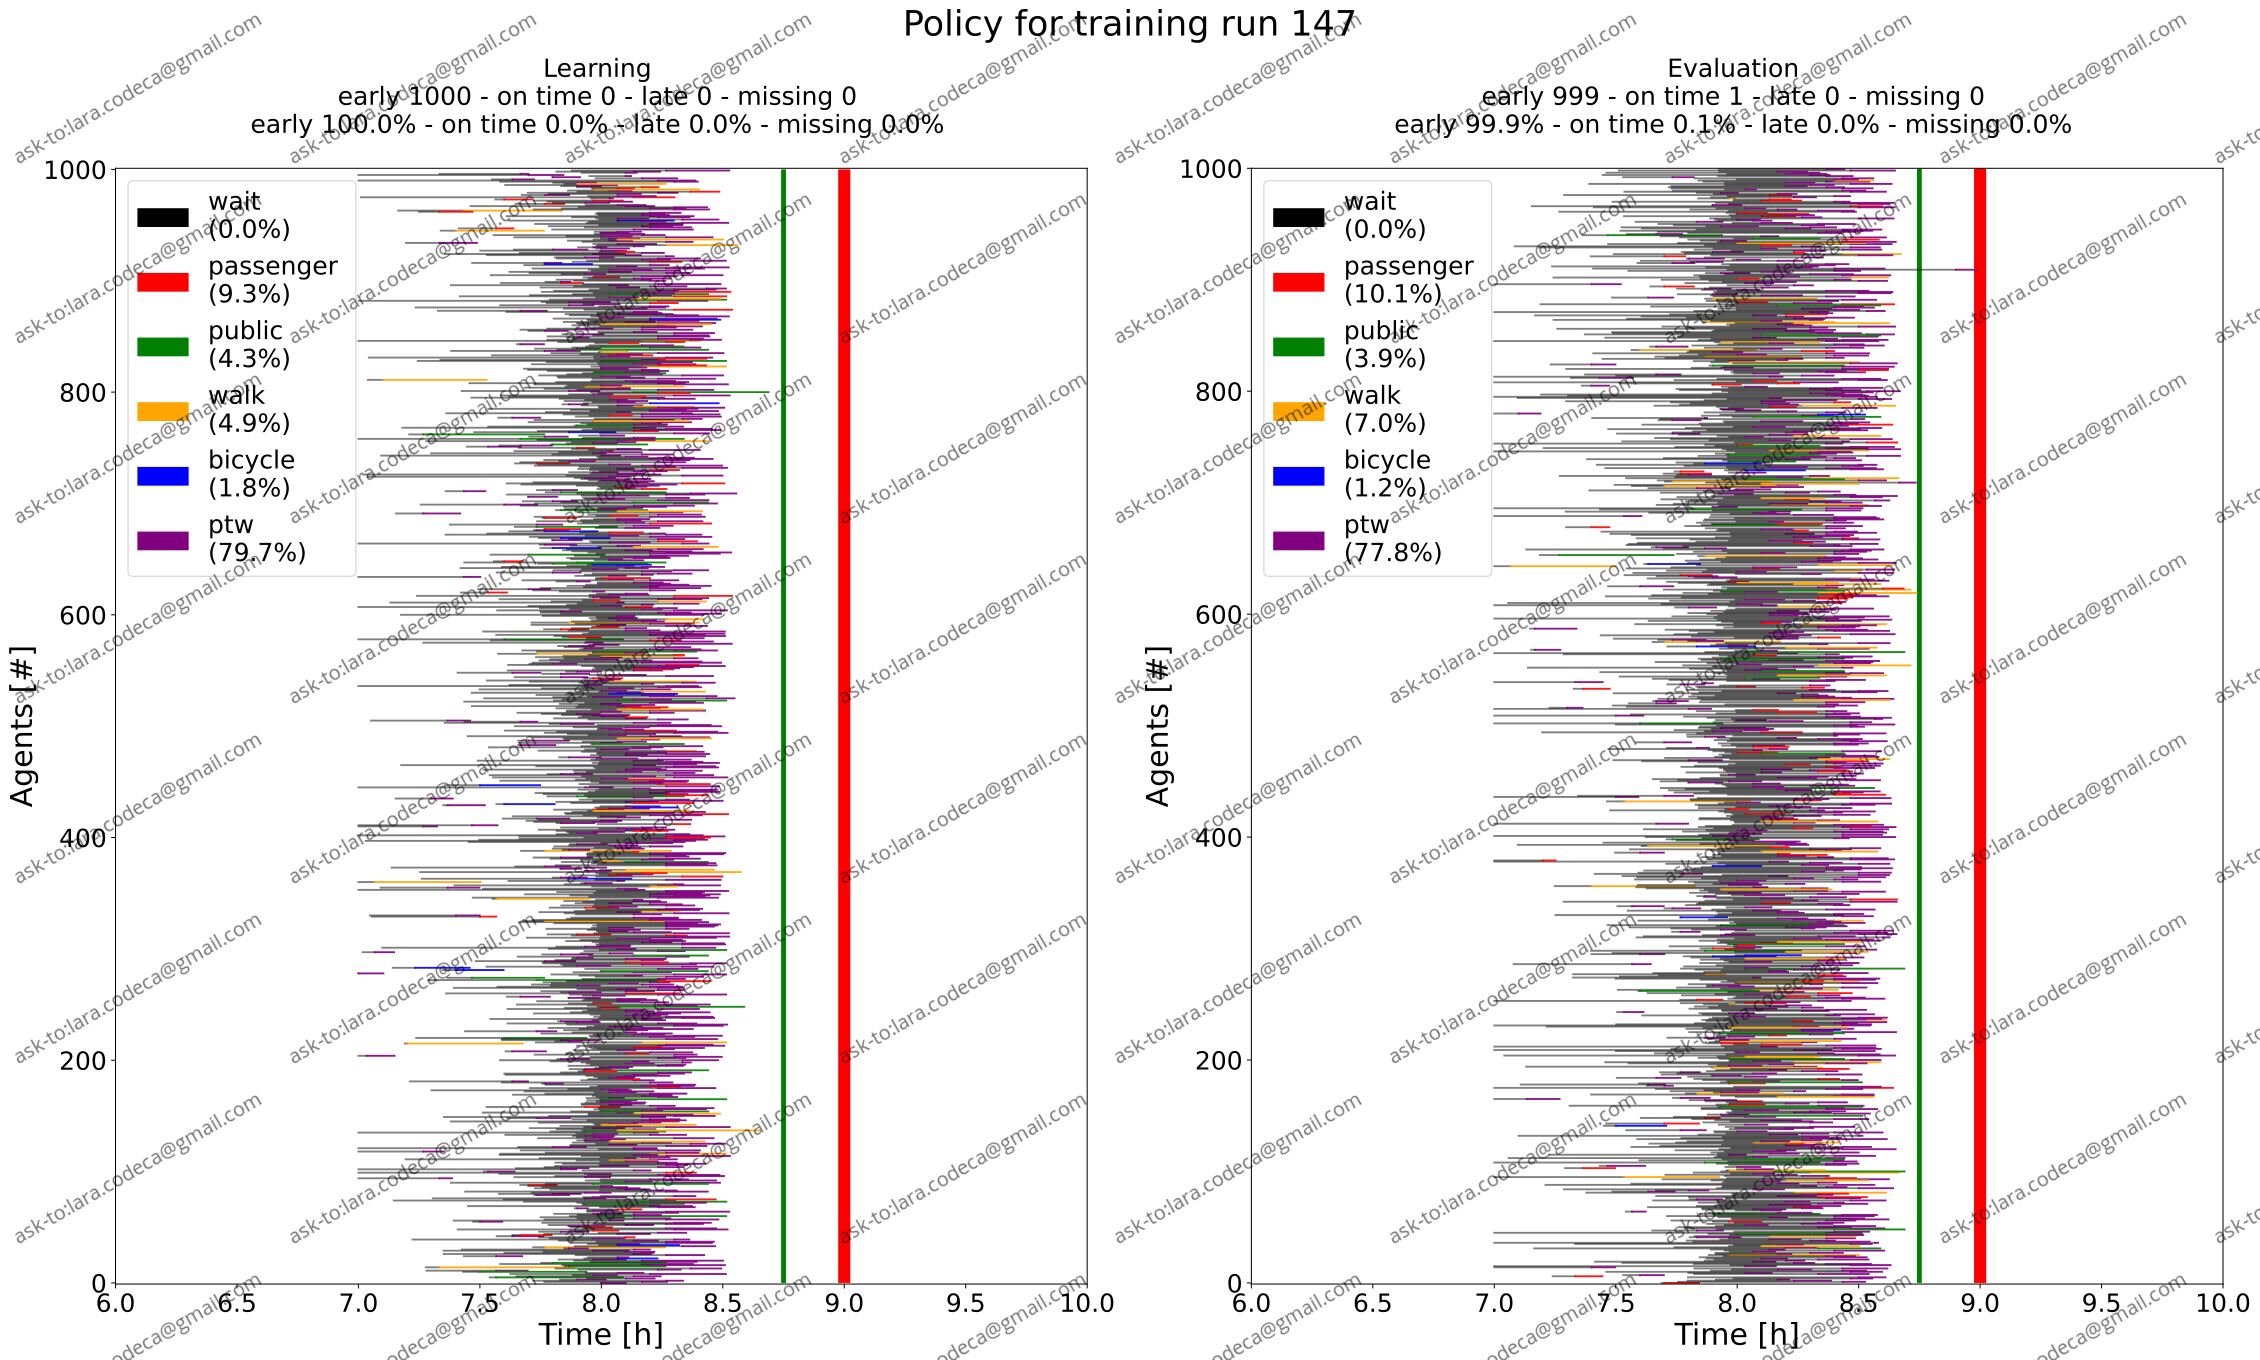 Policy for training run 147
Learning
early 1000 - on time 0 - late 0 - missing 0
early 100.0% - on time 0.0% - late 0.0% - missing 0.0%
Agents [#]
1000
800
600
400
200
0
wait
(0.0%)
passenger
(9.3%)
public
(4.3%)
walk
(4.9%)
bicycle
(1.8%)
ptw
(79.7%)
6.0 6.5 7.0 7.5 8.0 8.5 9.0 9.5 10.0
Time [h]
Evaluation
early 999 - on time 1 - late 0 - missing 0
early 99.9% - on time 0.1% - late 0.0% - missing 0.0%
Agents [#]
1000
800
600
400
200
0
wait
(0.0%)
passenger
(10.1%)
public
(3.9%)
walk
(7.0%)
bicycle
(1.2%)
ptw
(77.8%)
6.0 6.5 7.0 7.5 8.0 8.5 9.0 9.5 10.0
Time [h]
ask-to:lara.codeca@gmail.com